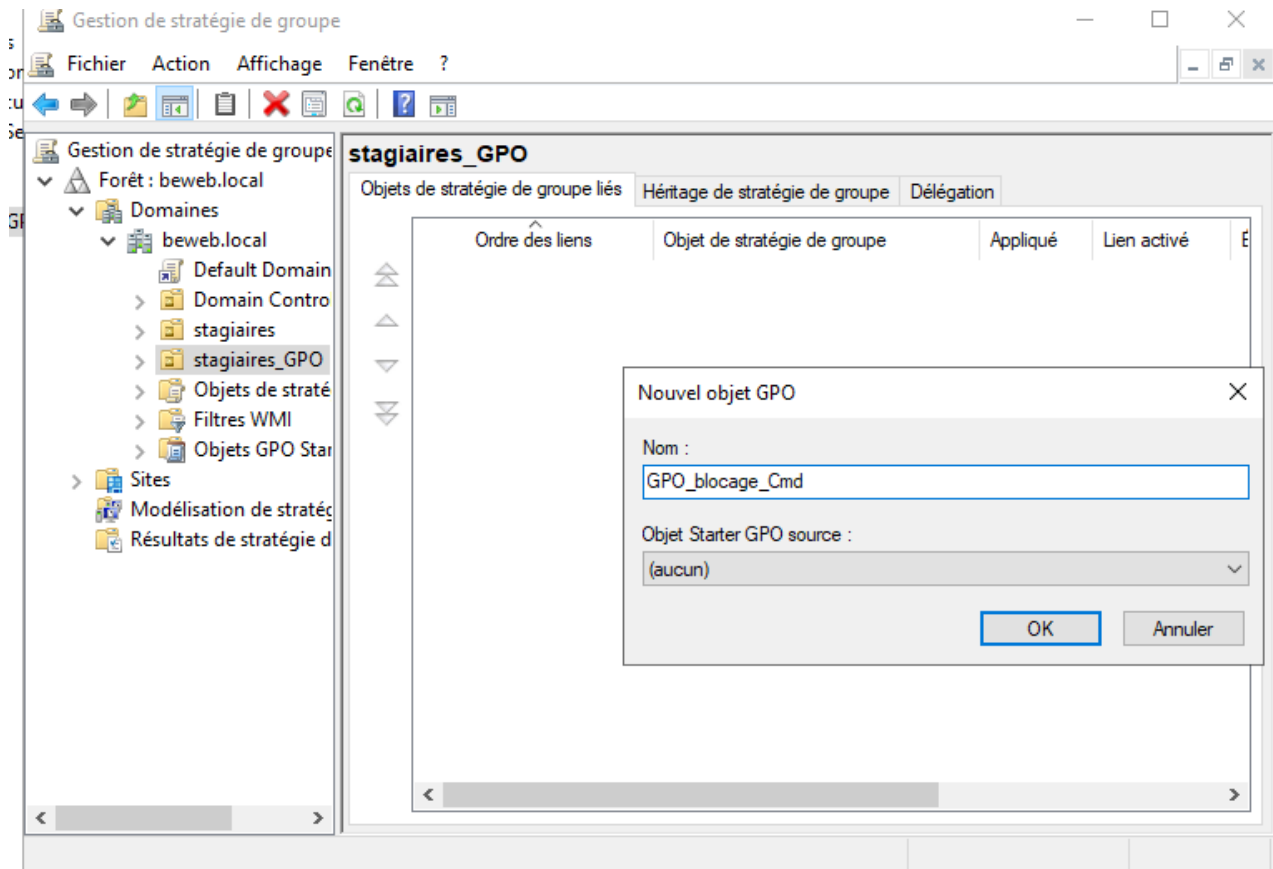 Gestion de stratégie de groupe
Fichier Action Affichage Fenêtre ?
Gestion de stratégie de groupe
Forêt : beweb.local
Domaines
beweb.local
Default Domain
Domain Contro
stagiaires
stagiaires_GPO
Objets de straté
Filtres WMI
Objets GPO Star
Sites
Modélisation de stratég
Résultats de stratégie d
stagiaires_GPO
Objets de stratégie de groupe liés Héritage de stratégie de groupe Délégation
Ordre des liens Objet de stratégie de groupe Appliqué Lien activé É
Nouvel objet GPO
Nom :
GPO_blocage_Cmd
Objet Starter GPO source :
(aucun)
OK Annuler